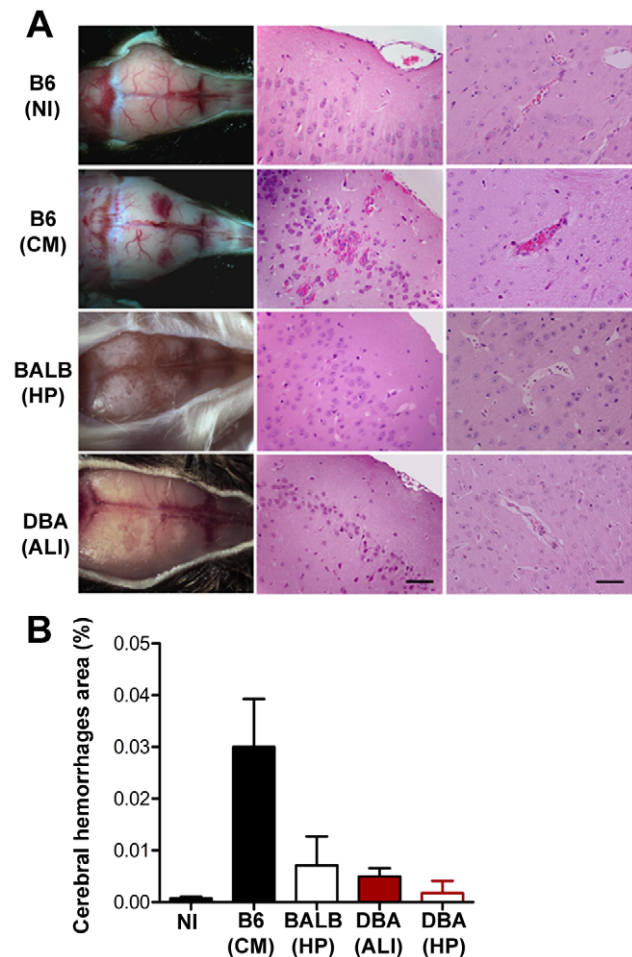 A
B6
(NI)
B6
(CM)
BALB
(HP)
DBA
(ALI)
B
Cerebral hemorrhages area (%)
0.05
0.04
0.03
0.02
0.01
0.00
NI
B6
(CM)
BALB
(HP)
DBA
(ALI)
DBA
(HP)